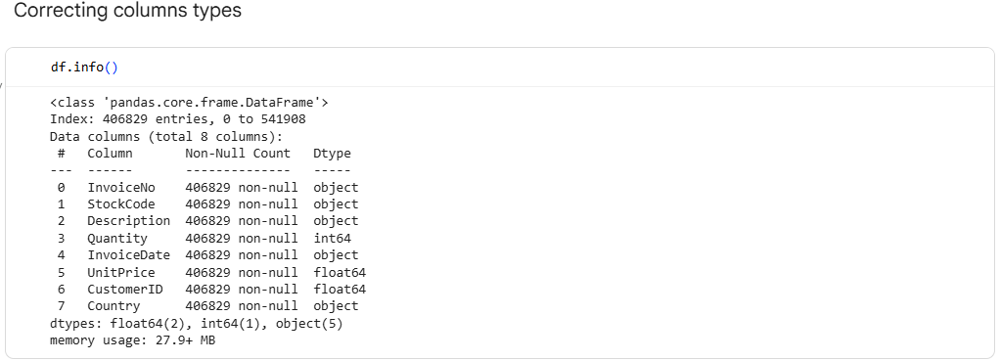 Correcting columns types
df.info()
<class 'pandas.core.frame.DataFrame'>
Index: 406829 entries, 0 to 541908
Data columns (total 8 columns):
 #   Column       Non-Null Count   Dtype
---  ------       --------------   -----
 0   InvoiceNo    406829 non-null  object
 1   StockCode    406829 non-null  object
 2   Description  406829 non-null  object
 3   Quantity     406829 non-null  int64
 4   InvoiceDate  406829 non-null  object
 5   UnitPrice    406829 non-null  float64
 6   CustomerID   406829 non-null  float64
 7   Country      406829 non-null  object
dtypes: float64(2), int64(1), object(5)
memory usage: 27.9+ MB